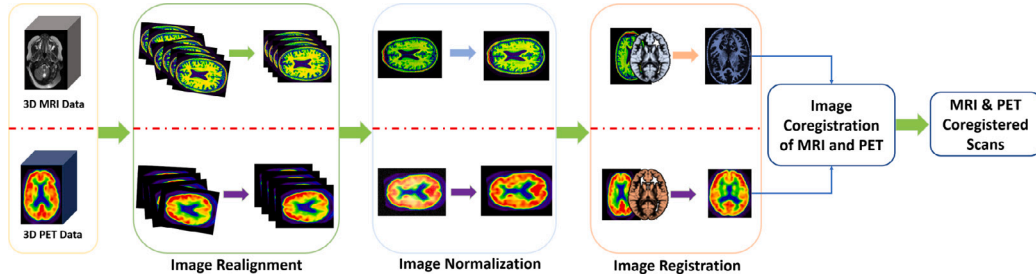 3D MRI Data
3D PET Data
Image Realignment
Image Normalization
Image Registration
Image
Coregistration
of MRI and PET
MRI & PET
Coregistered
Scans